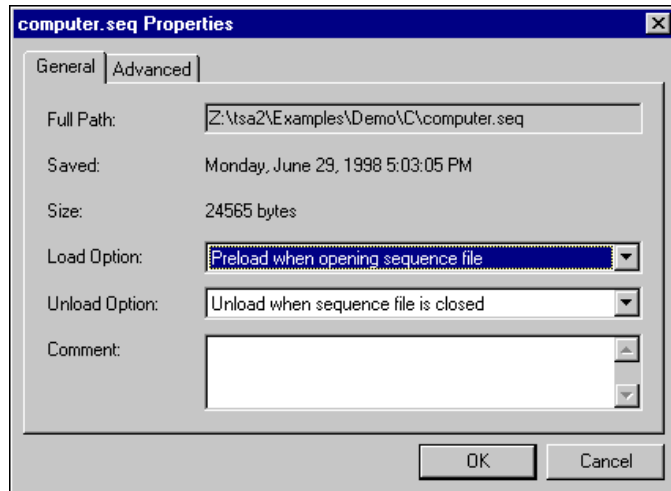 computer.seq Properties
General Advanced
Full Path: Z:\tsa2\Examples\Demo\C\computer.seq
Saved: Monday, June 29, 1998 5:03:05 PM
Size: 24565 bytes
Load Option: Preload when opening sequence file
Unload Option: Unload when sequence file is closed
Comment:
OK Cancel